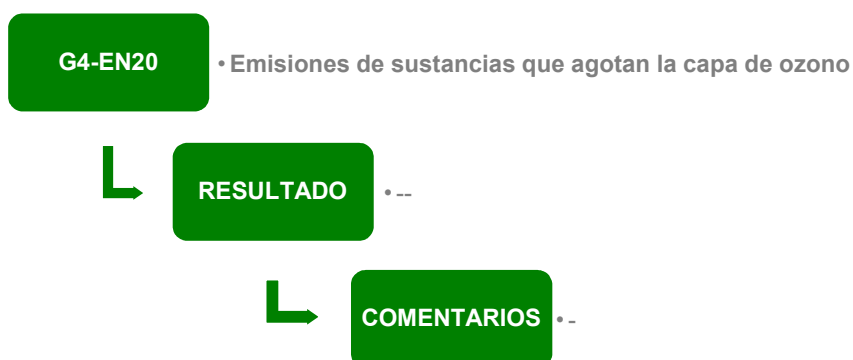 G4-EN20 • Emisiones de sustancias que agotan la capa de ozono
RESULTADO • --
COMENTARIOS • -